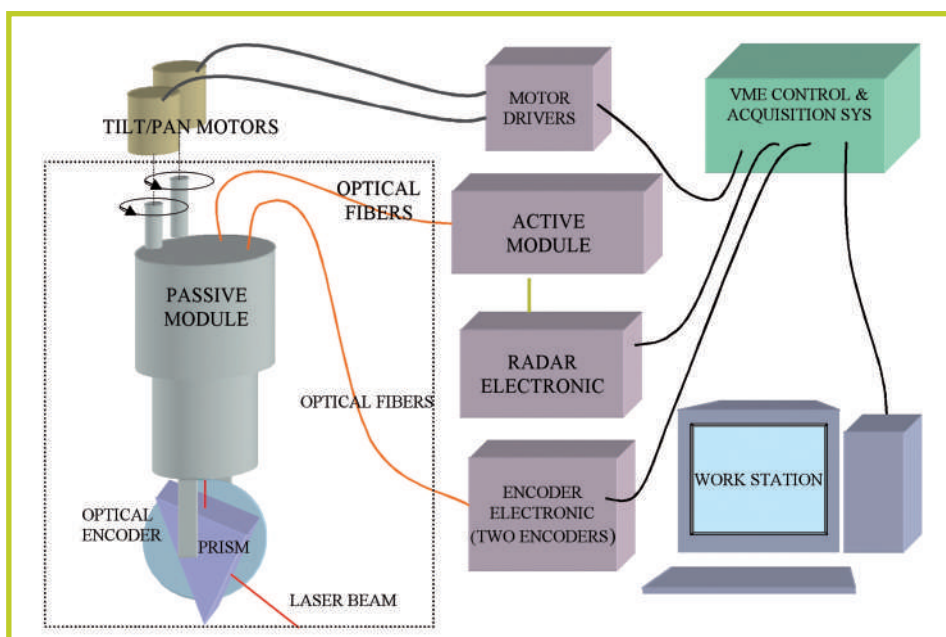 MOTOR
DRIVERS
VME CONTROL &
ACQUISITION SYS
TILT/PAN MOTORS
OPTICAL
FIBERS
ACTIVE
MODULE
PASSIVE
MODULE
RADAR
ELECTRONIC
OPTICAL FIBERS
WORK STATION
ENCODER
ELECTRONIC
(TWO ENCODERS)
OPTICAL
ENCODER
PRISM
LASER BEAM